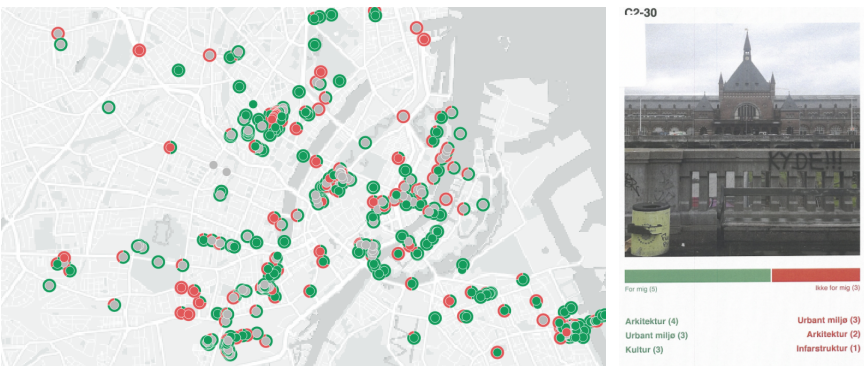 C2-30
KYDE!!!
For mig (5)
Ikke for mig (3)
Arkitektur (4)
Urbant miljø (3)
Kultur (3)
Urbant miljø (3)
Arkitektur (2)
Infarstruktur (1)